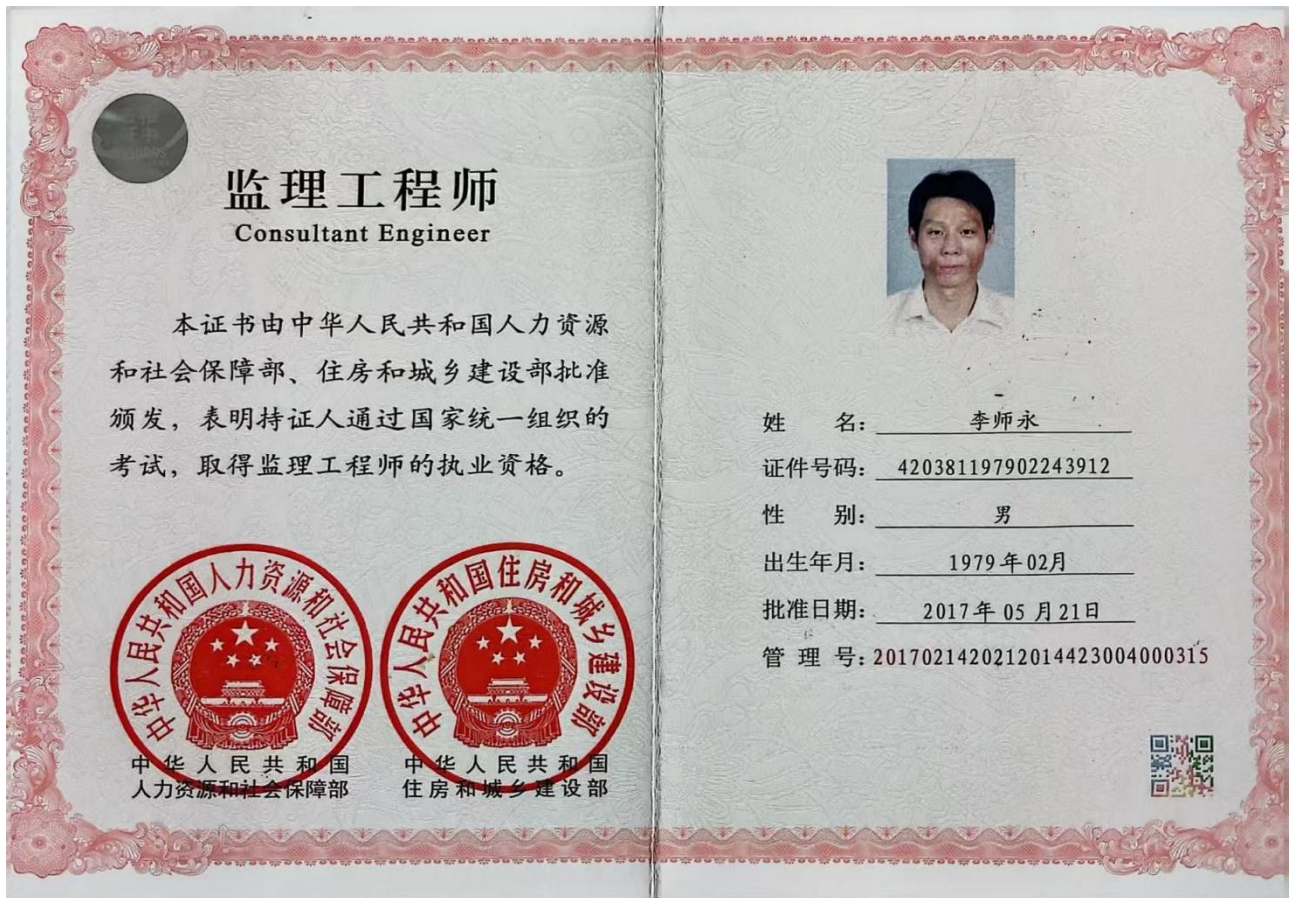 监理工程师
Consultant Engineer
本证书由中华人民共和国人力资源
和社会保障部、住房和城乡建设部批准
颁发，表明持证人通过国家统一组织的
考试，取得监理工程师的执业资格。
中华人民共和国人力资源和社会保障部
中华人民共和国住房和城乡建设部
中华人民共和国
人力资源和社会保障部
中华人民共和国
住房和城乡建设部
姓 名：李师永
证件号码：420381197902243912
性 别：男
出生年月：1979年02月
批准日期：2017年05月21日
管 理 号：2017021420212014423004000315